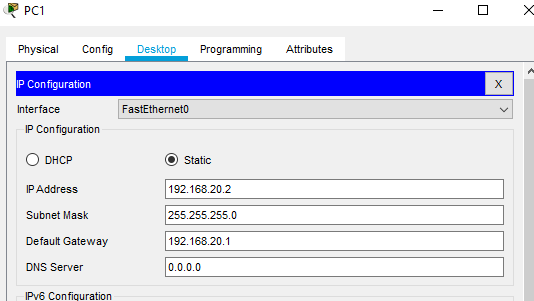 PC1
Physical Config Desktop Programming Attributes
IP Configuration X
Interface FastEthernet0
IP Configuration
DHCP Static
IP Address 192.168.20.2
Subnet Mask 255.255.255.0
Default Gateway 192.168.20.1
DNS Server 0.0.0.0
IPv6 Configuration